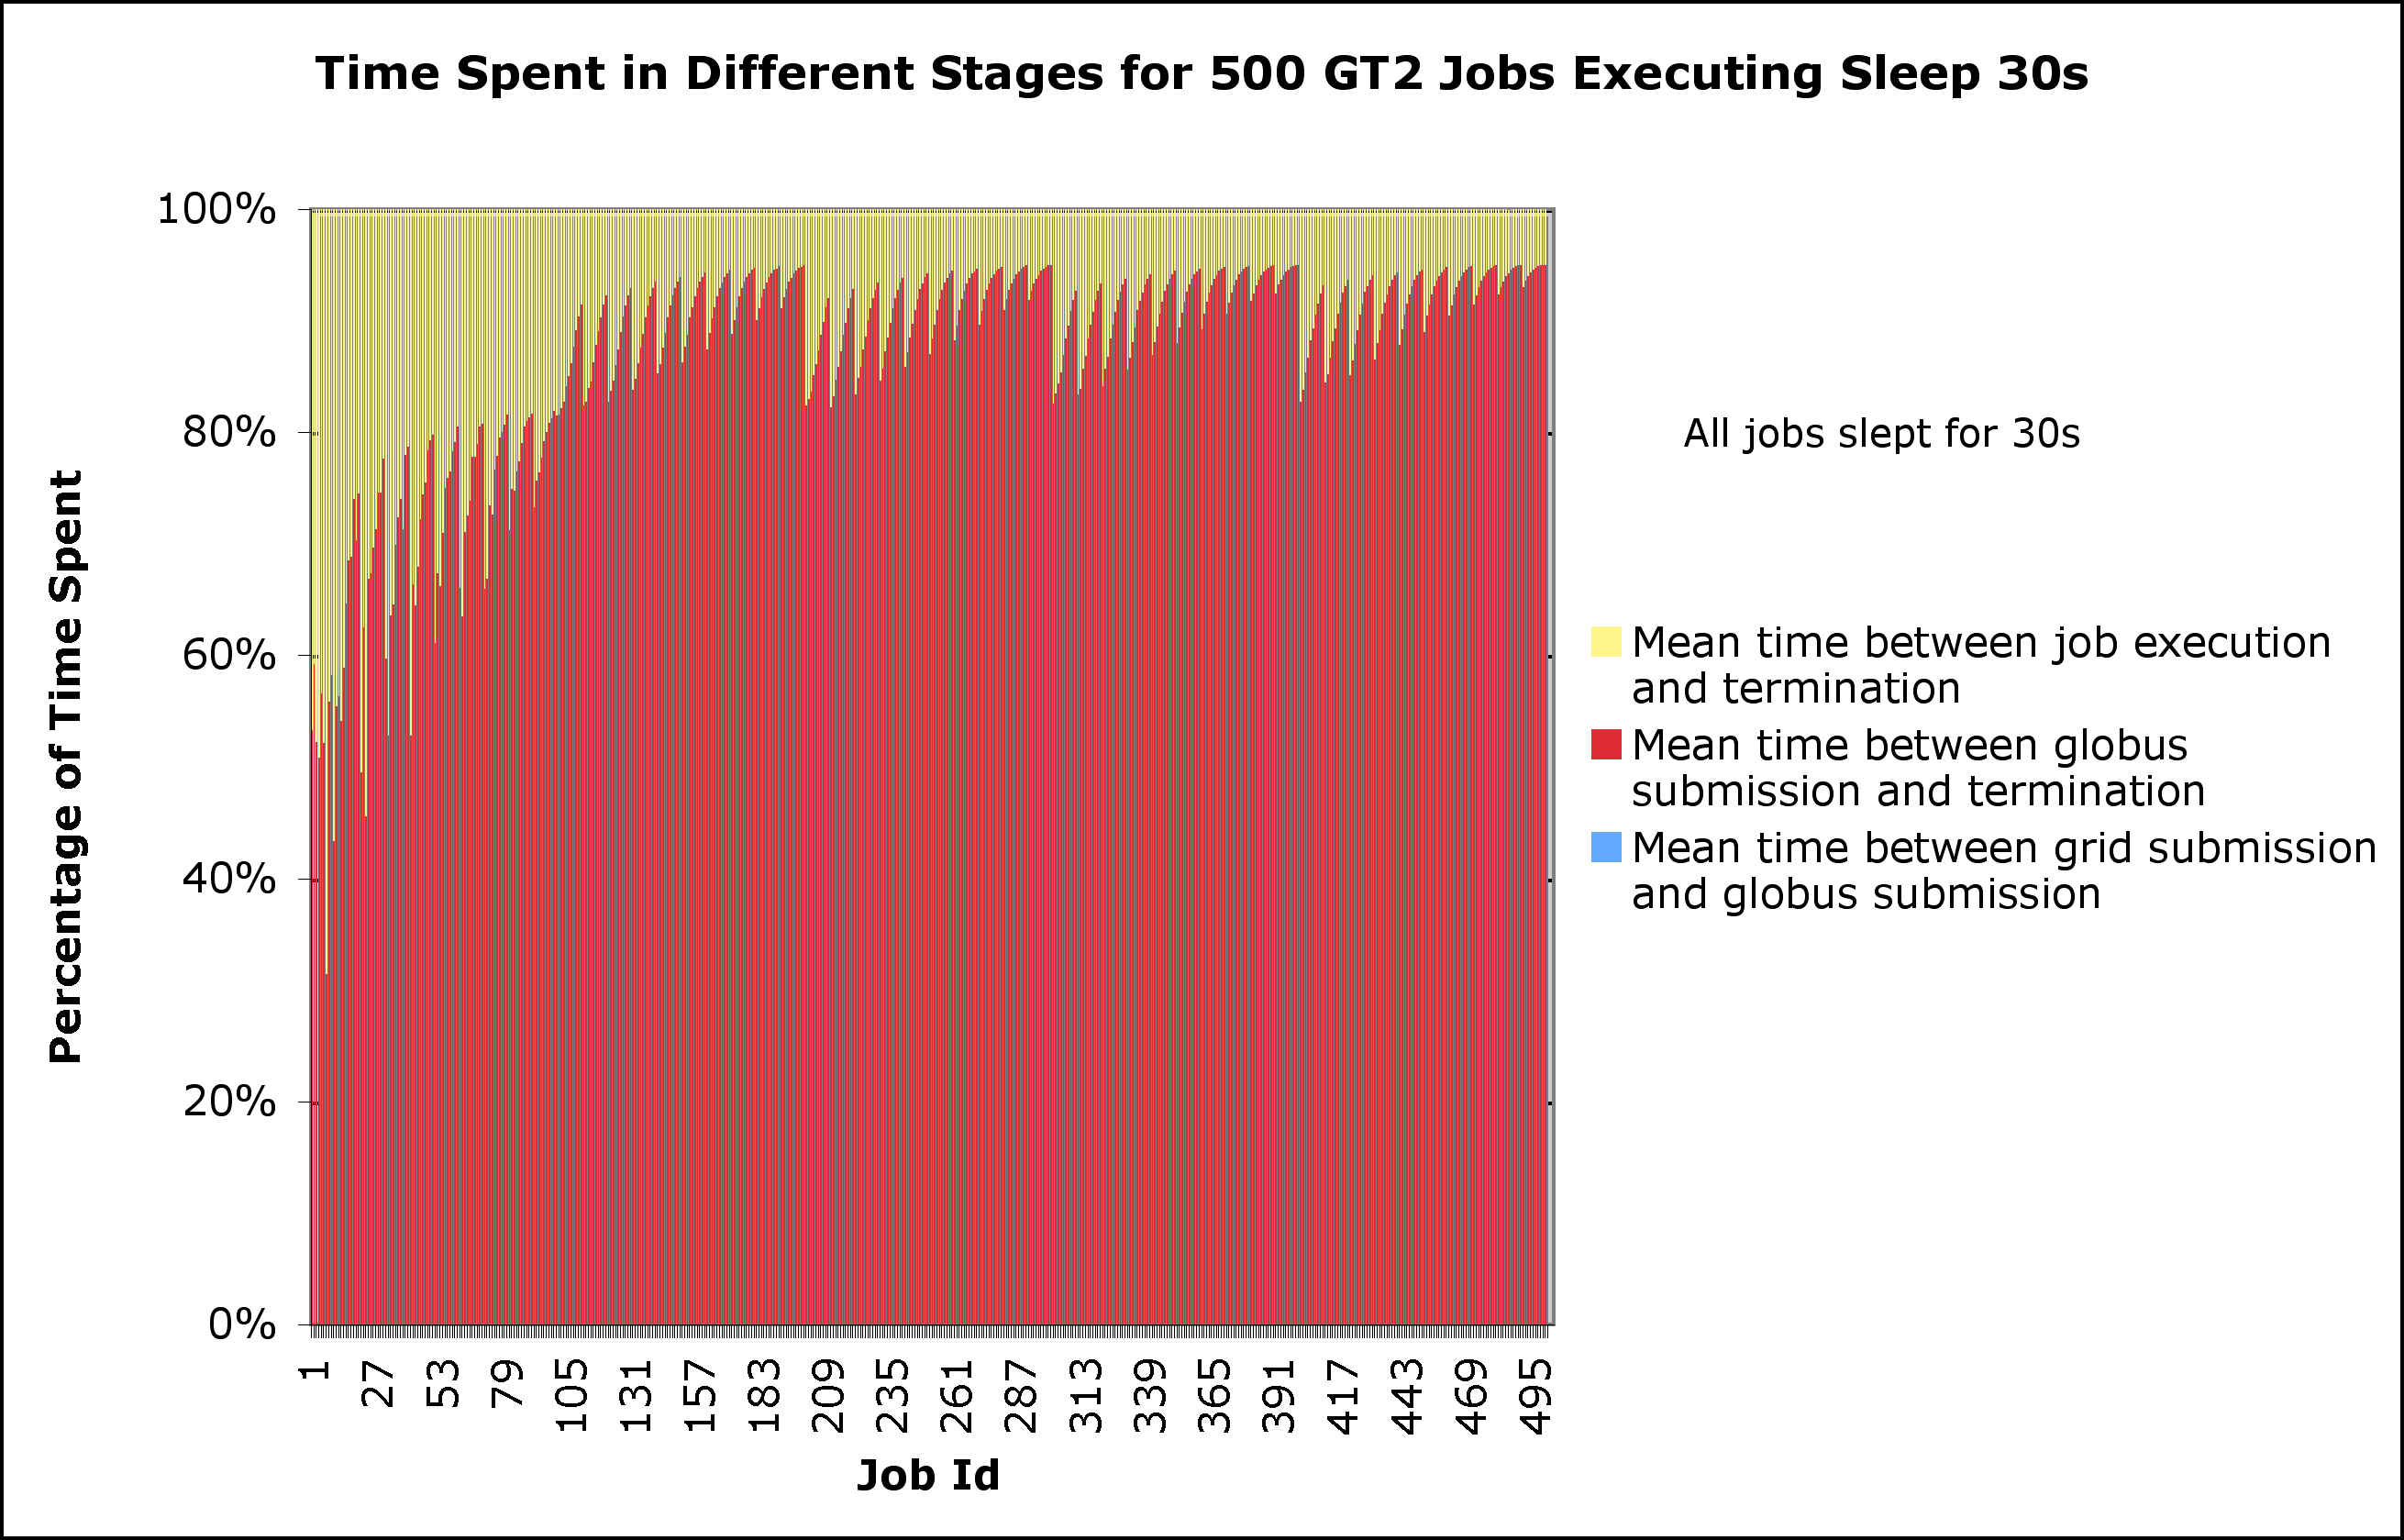 Time Spent in Different Stages for 500 GT2 Jobs Executing Sleep 30s
100%
80%
60%
40%
20%
0%
Percentage of Time Spent
1
27
53
79
105
131
157
183
209
235
261
287
313
339
365
391
417
443
469
495
Job Id
All jobs slept for 30s
Mean time between job execution
and termination
Mean time between globus
submission and termination
Mean time between grid submission
and globus submission